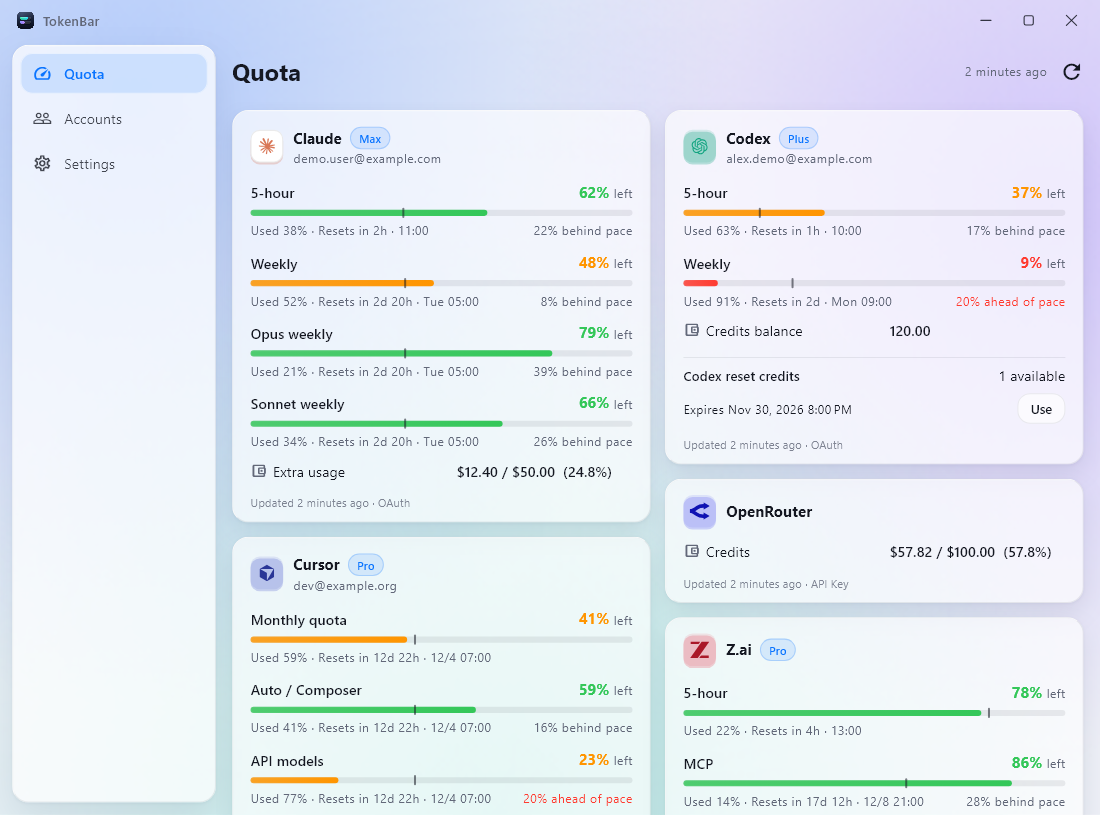 TokenBar
Quota
Accounts
Settings
Quota
2 minutes ago
Claude Max
demo.user@example.com
5-hour 62% left
Used 38% · Resets in 2h · 11:00 22% behind pace
Weekly 48% left
Used 52% · Resets in 2d 20h · Tue 05:00 8% behind pace
Opus weekly 79% left
Used 21% · Resets in 2d 20h · Tue 05:00 39% behind pace
Sonnet weekly 66% left
Used 34% · Resets in 2d 20h · Tue 05:00 26% behind pace
Extra usage $12.40 / $50.00 (24.8%)
Updated 2 minutes ago · OAuth
Cursor Pro
dev@example.org
Monthly quota 41% left
Used 59% · Resets in 12d 22h · 12/4 07:00
Auto / Composer 59% left
Used 41% · Resets in 12d 22h · 12/4 07:00 16% behind pace
API models 23% left
Used 77% · Resets in 12d 22h · 12/4 07:00 20% ahead of pace
Codex Plus
alex.demo@example.com
5-hour 37% left
Used 63% · Resets in 1h · 10:00 17% behind pace
Weekly 9% left
Used 91% · Resets in 2d · Mon 09:00 20% ahead of pace
Credits balance 120.00
Codex reset credits 1 available
Expires Nov 30, 2026 8:00 PM Use
Updated 2 minutes ago · OAuth
OpenRouter
Credits $57.82 / $100.00 (57.8%)
Updated 2 minutes ago · API Key
Z.ai Pro
5-hour 78% left
Used 22% · Resets in 4h · 13:00
MCP 86% left
Used 14% · Resets in 17d 12h · 12/8 21:00 28% behind pace